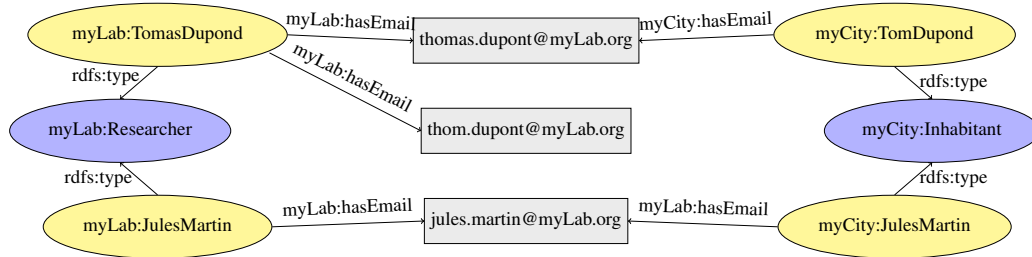 myLab:hasEmail
myCity:hasEmail
myLab:TomasDupond
thomas.dupont@myLab.org
myCity:TomDupond
rdfs:type
myLab:hasEmail
rdfs:type
myLab:Researcher
thom.dupont@myLab.org
myCity:Inhabitant
rdfs:type
rdfs:type
myLab:hasEmail
myLab:hasEmail
myLab:JulesMartin
jules.martin@myLab.org
myCity:JulesMartin